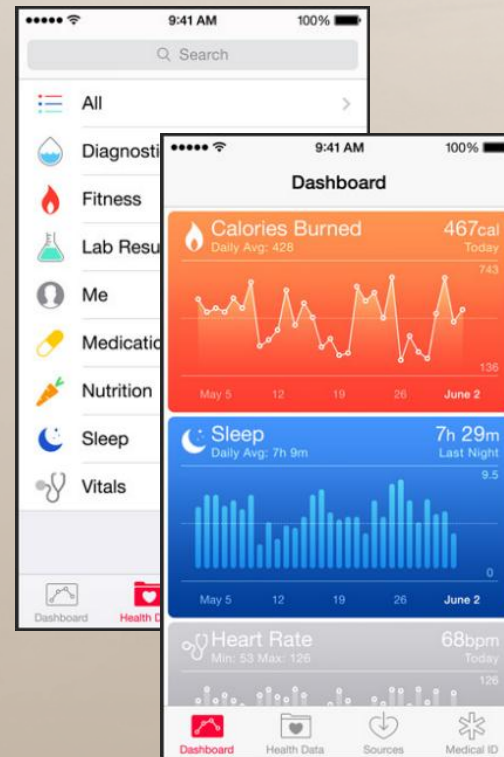 9:41 AM 100%
Search
All
Diagnosti
Fitness
Lab Resu
Me
Medicatio
Nutrition
Sleep
Vitals
Dashboard Health D
9:41 AM 100%
Dashboard
Calories Burned 467cal
Daily Avg: 428 Today
743
136
May 5 12 19 26 June 2
Sleep 7h 29m
Daily Avg: 7h 9m Last Night
9.5
0
May 5 12 19 26 June 2
Heart Rate 68bpm
Min: 53 Max: 126 Today
126
Dashboard Health Data Sources Medical ID